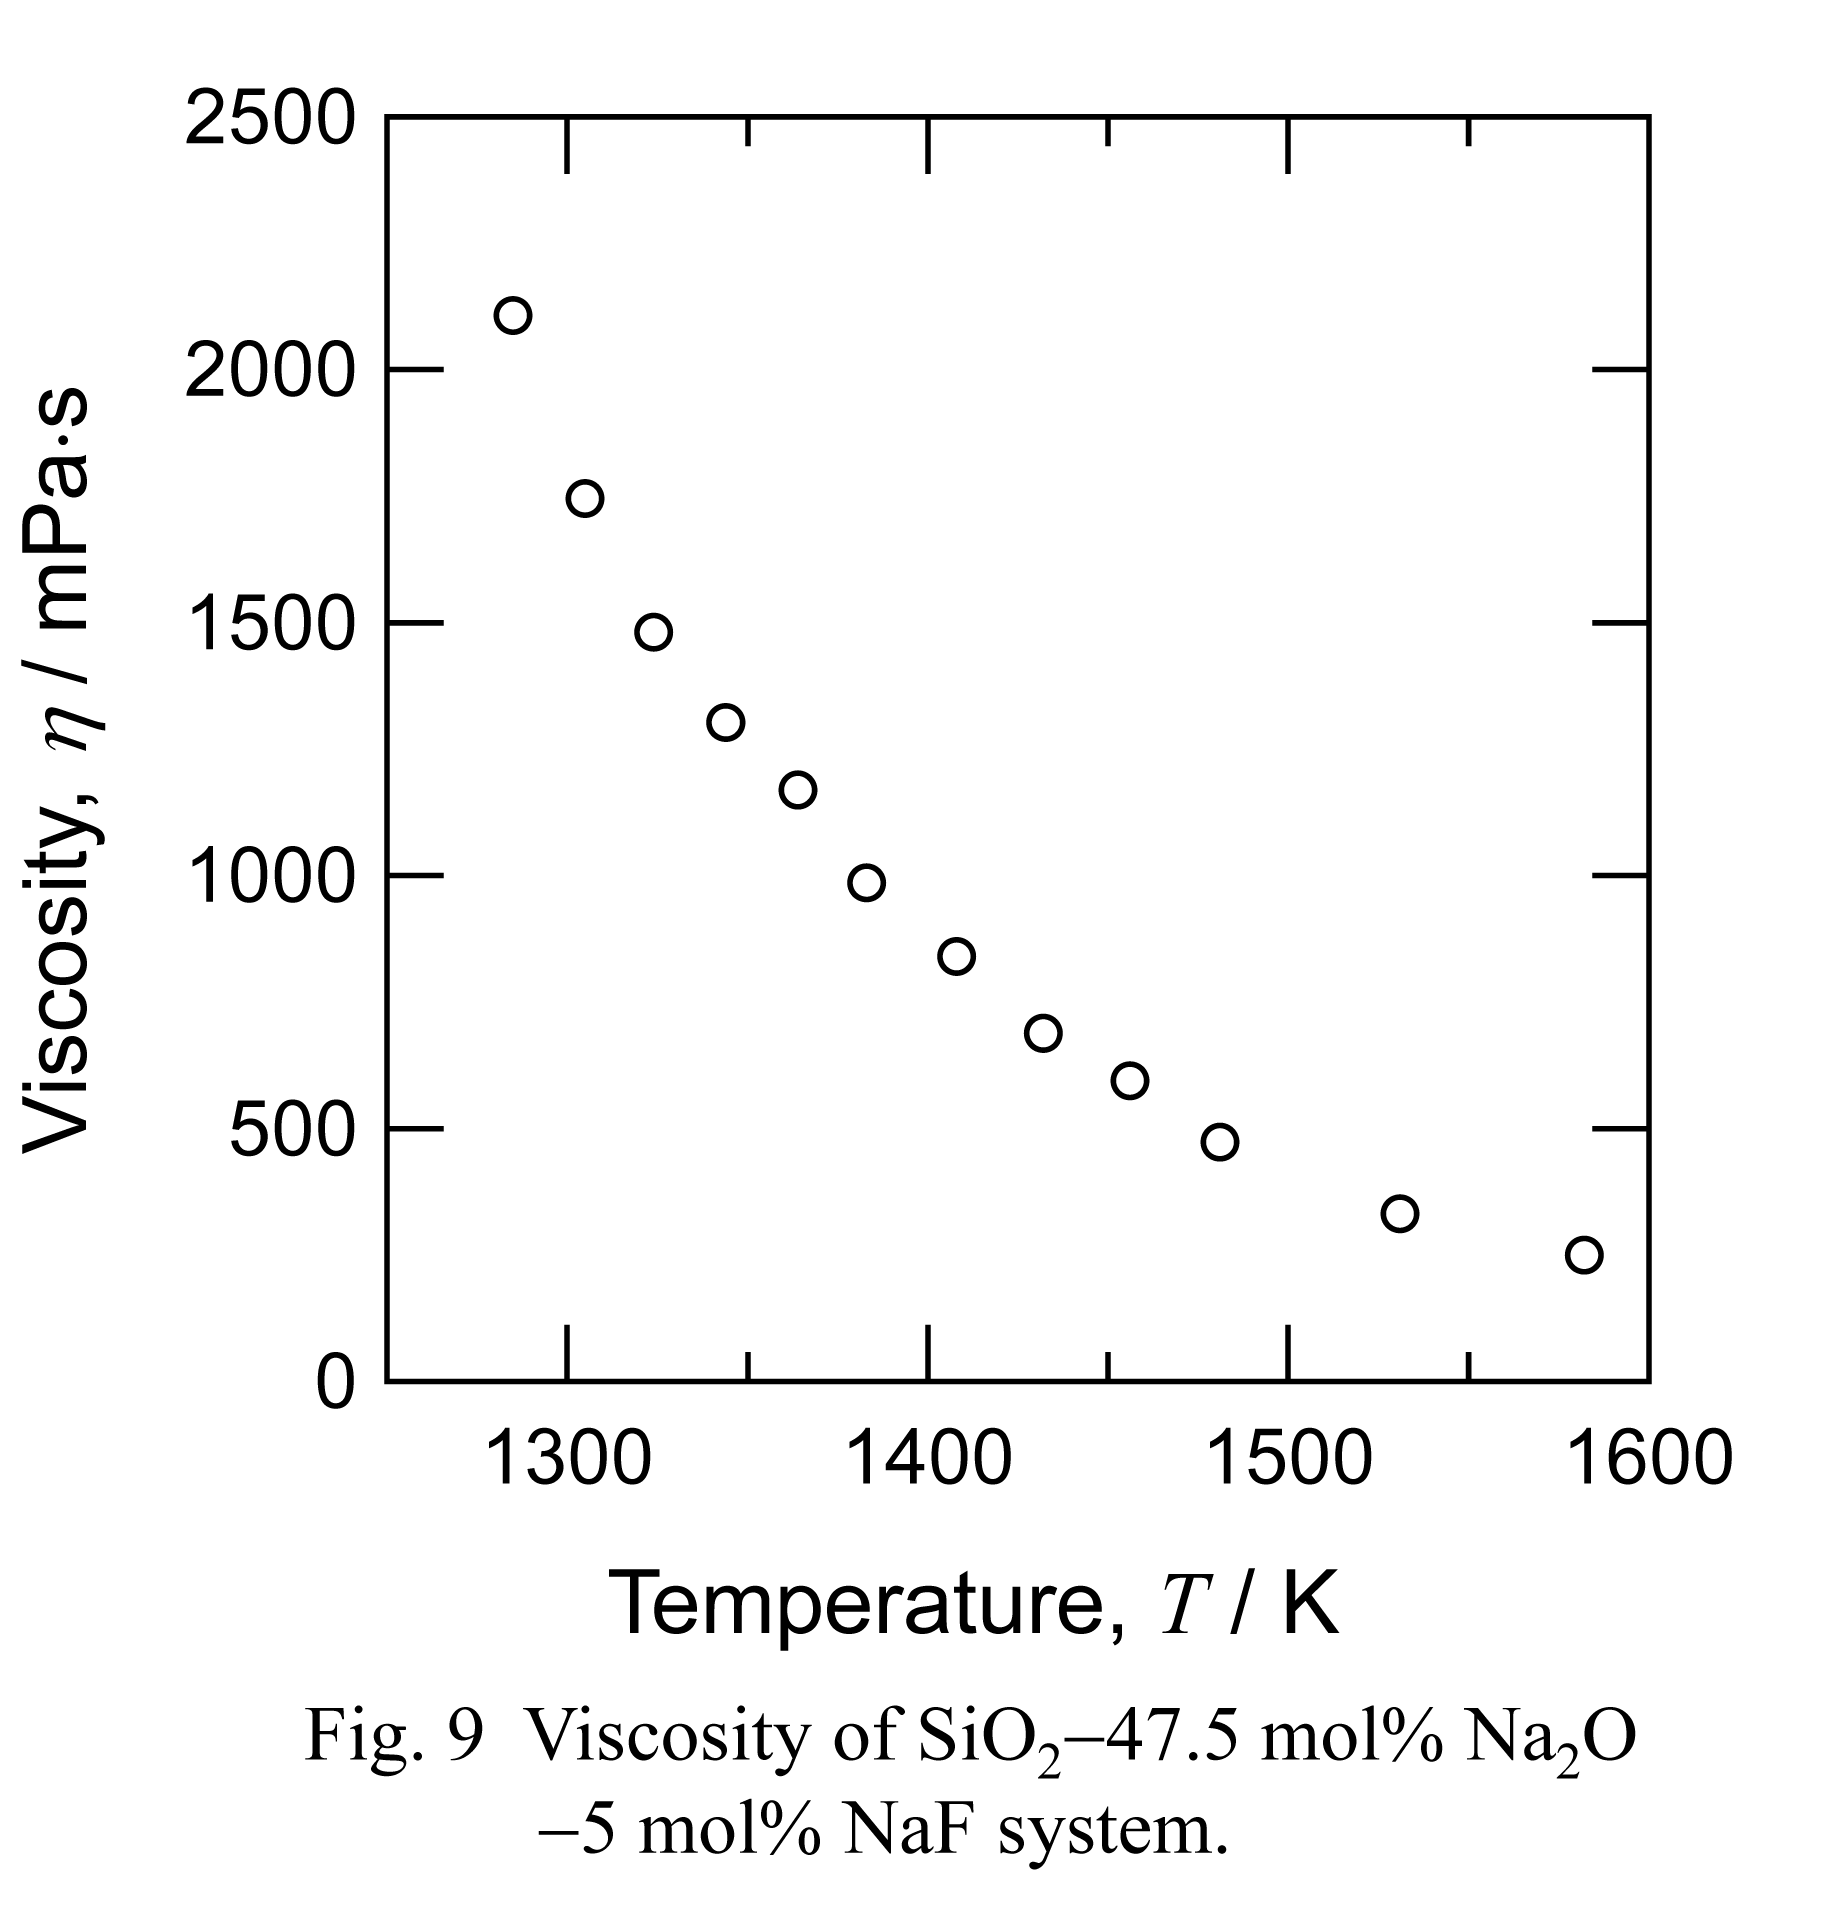 2500
2000
1500
1000
500
0
Viscosity, η / mPa·s
1300 1400 1500 1600
Temperature, T / K
Fig. 9 Viscosity of SiO₂–47.5 mol% Na₂O
–5 mol% NaF system.